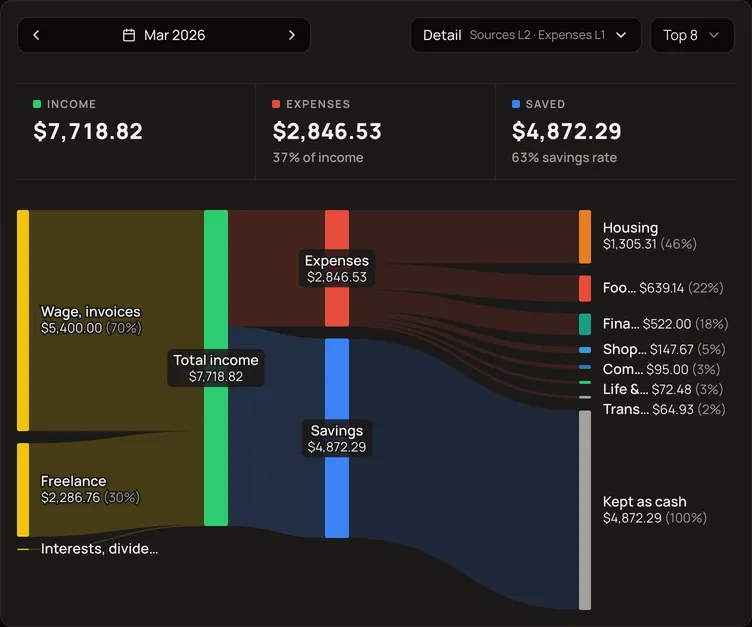 Mar 2026
Detail Sources L2 · Expenses L1
Top 8
INCOME
$7,718.82
EXPENSES
$2,846.53
37% of income
SAVED
$4,872.29
63% savings rate
Wage, invoices
$5,400.00 (70%)
Freelance
$2,286.76 (30%)
Interests, divide…
Total income
$7,718.82
Expenses
$2,846.53
Savings
$4,872.29
Housing
$1,305.31 (46%)
Foo… $639.14 (22%)
Fina… $522.00 (18%)
Shop… $147.67 (5%)
Com… $95.00 (3%)
Life &… $72.48 (3%)
Trans… $64.93 (2%)
Kept as cash
$4,872.29 (100%)